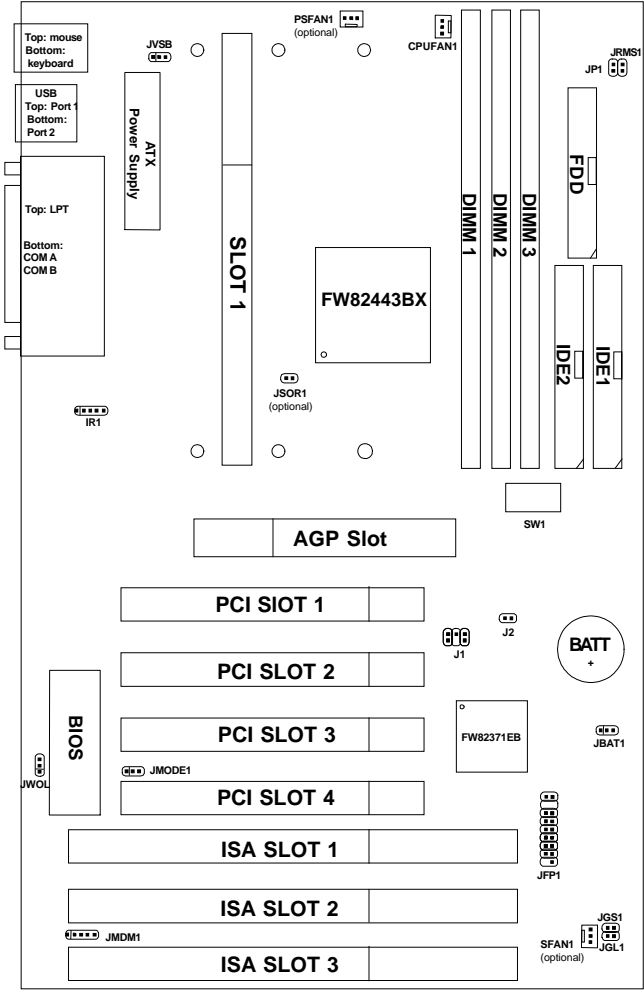 PSFAN1
(optional)
CPUFAN1
Top: mouse
Bottom:
keyboard
JVSB
JRMS1
JP1
USB
Top: Port 1
Bottom:
Port 2
ATX
Power Supply
FDD
Top: LPT
Bottom:
COM A
COM B
SLOT 1
DIMM 1
DIMM 2
DIMM 3
FW82443BX
IDE2
IDE1
JSOR1
(optional)
IR1
SW1
AGP Slot
PCI SIOT 1
J2
J1
BATT
+
PCI SLOT 2
BIOS
PCI SLOT 3
FW82371EB
JBAT1
JWOL
JMODE1
PCI SLOT 4
ISA SLOT 1
JFP1
ISA SLOT 2
JGS1
JMDM1
SFAN1
(optional)
JGL1
ISA SLOT 3